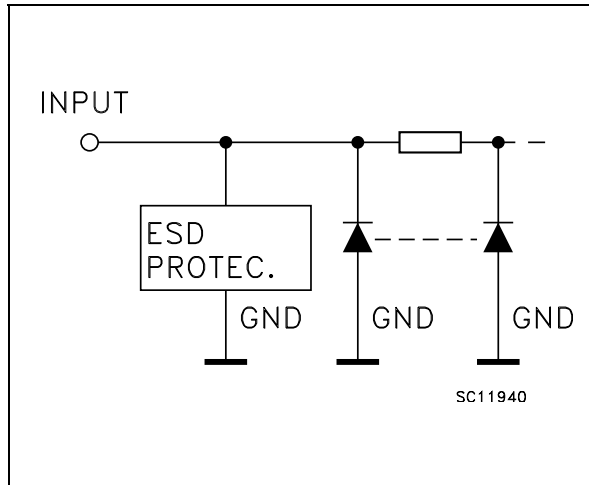 INPUT
ESD
PROTEC.
GND
GND
GND
SC11940